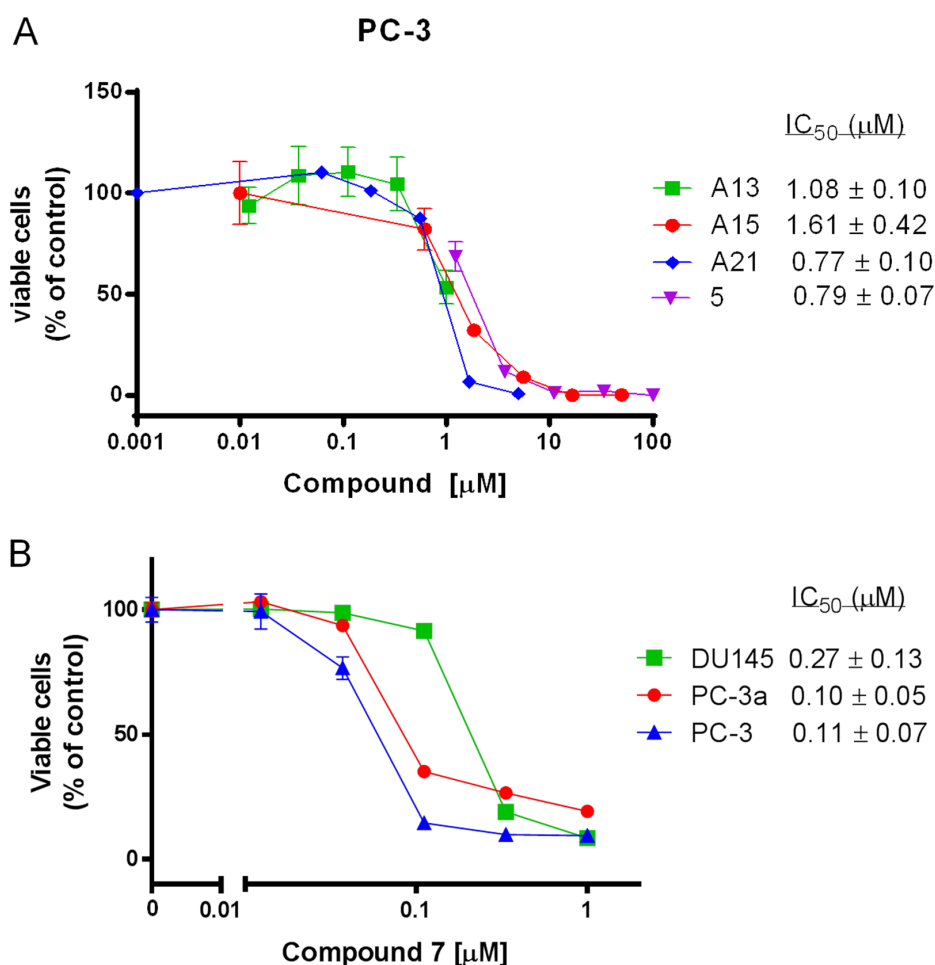 A
PC-3
viable cells
(% of control)
150
100
50
0
0.001 0.01 0.1 1 10 100
Compound [μM]
IC50 (μM)
A13 1.08 ± 0.10
A15 1.61 ± 0.42
A21 0.77 ± 0.10
5 0.79 ± 0.07
B
Viable cells
(% of control)
100
50
0
0 0.01 0.1 1
Compound 7 [μM]
IC50 (μM)
DU145 0.27 ± 0.13
PC-3a 0.10 ± 0.05
PC-3 0.11 ± 0.07